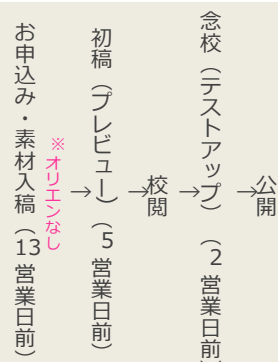 お申込み・素材入稿（13営業日前）
※オリエンなし
→
初稿（プレビュー）（5営業日前）
→
校閲
→
念校（テストアップ）（2営業日前）
→
公開